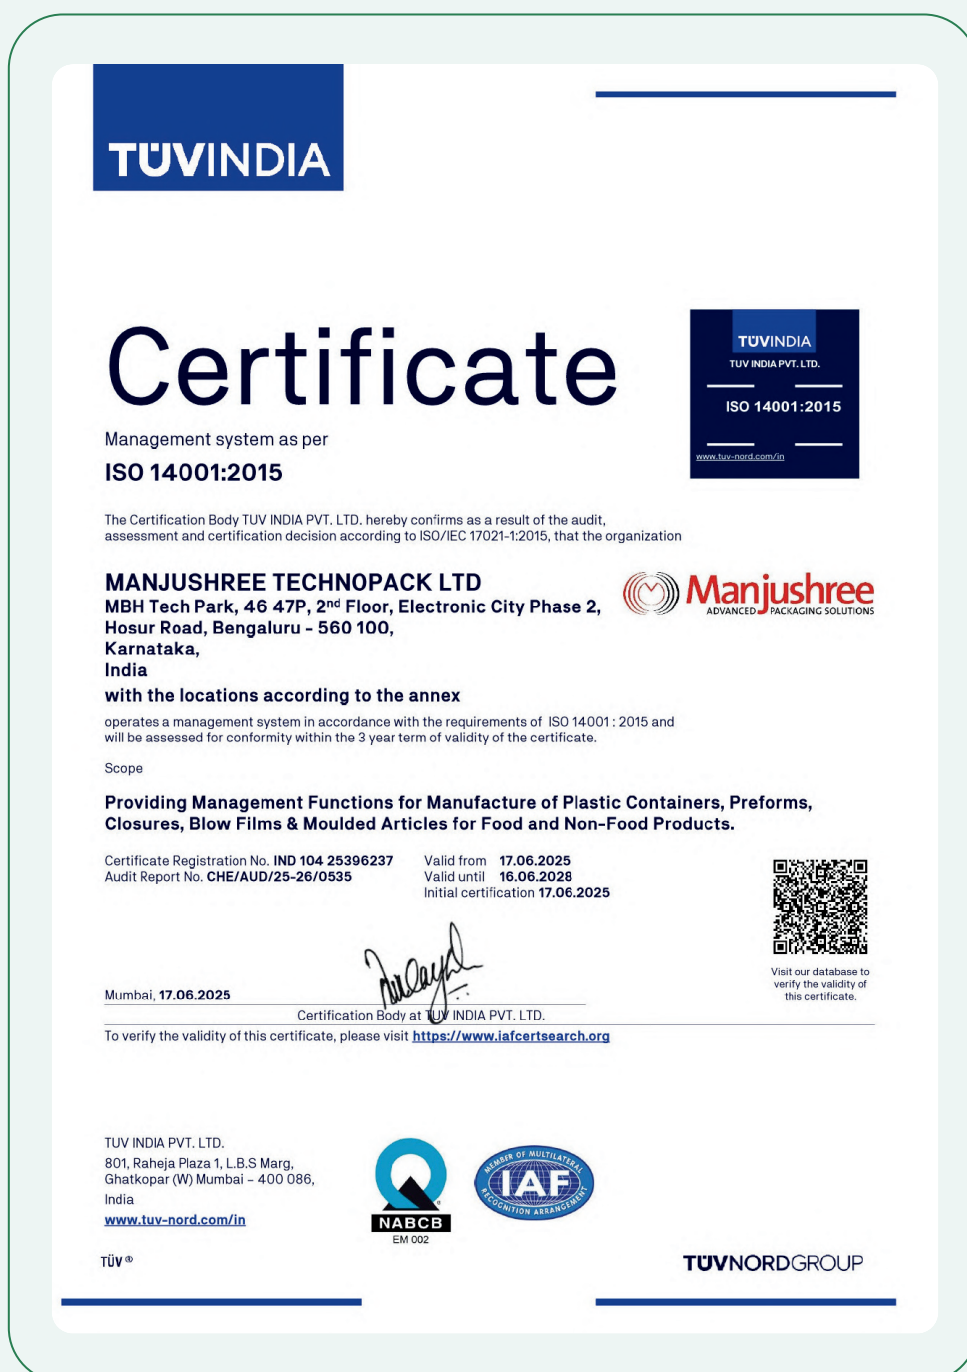 TÜVINDIA
Certificate
TÜVINDIA
TUV INDIA PVT. LTD.
ISO 14001:2015
www.tuv-nord.com/in
Management system as per
ISO 14001:2015
The Certification Body TUV INDIA PVT. LTD. hereby confirms as a result of the audit,
assessment and certification decision according to ISO/IEC 17021-1:2015, that the organization
MANJUSHREE TECHNOPACK LTD
MBH Tech Park, 46 47P, 2nd Floor, Electronic City Phase 2,
Hosur Road, Bengaluru - 560 100,
Karnataka,
India
Manjushree
ADVANCED PACKAGING SOLUTIONS
with the locations according to the annex
operates a management system in accordance with the requirements of ISO 14001 : 2015 and
will be assessed for conformity within the 3 year term of validity of the certificate.
Scope
Providing Management Functions for Manufacture of Plastic Containers, Preforms,
Closures, Blow Films & Moulded Articles for Food and Non-Food Products.
Certificate Registration No. IND 104 25396237
Audit Report No. CHE/AUD/25-26/0535
Valid from 17.06.2025
Valid until 16.06.2028
Initial certification 17.06.2025
Visit our database to
verify the validity of
this certificate.
Mumbai, 17.06.2025
Certification Body at TUV INDIA PVT. LTD.
To verify the validity of this certificate, please visit https://www.iafcertsearch.org
TUV INDIA PVT. LTD.
801, Raheja Plaza 1, L.B.S Marg,
Ghatkopar (W) Mumbai – 400 086,
India
www.tuv-nord.com/in
NABCB
EM 002
MEMBER OF MULTILATERAL
IAF
RECOGNITION ARRANGEMENT
TÜV ®
TÜVNORDGROUP